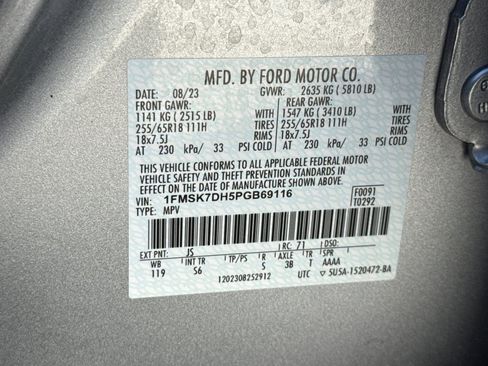 MFD. BY FORD MOTOR CO.
DATE: 08/23 GVWR: 2635 KG ( 5810 LB)
FRONT GAWR: REAR GAWR:
1141 KG ( 2515 LB) 1547 KG ( 3410 LB)
255/65R18 111H TIRES 255/65R18 111H TIRES
18x7.5J RIMS 18x7.5J RIMS
AT 230 kPa/ 33 PSI COLD AT 230 kPa/ 33 PSI COLD
THIS VEHICLE CONFORMS TO ALL APPLICABLE FEDERAL MOTOR
VEHICLE SAFETY AND THEFT PREVENTION STANDARDS IN EFFECT
ON THE DATE OF MANUFACTURE SHOWN ABOVE.
VIN: 1FMSK7DH5PGB69116 F0091
TYPE: MPV T0292
EXT PNT: JS RC: 71 DSO:
WB INT TR TP/PS R AXLE TR SPR
119 S6 S 3B T AAAA
1202308252912 UTC ▽ 5U5A-1520472-BA